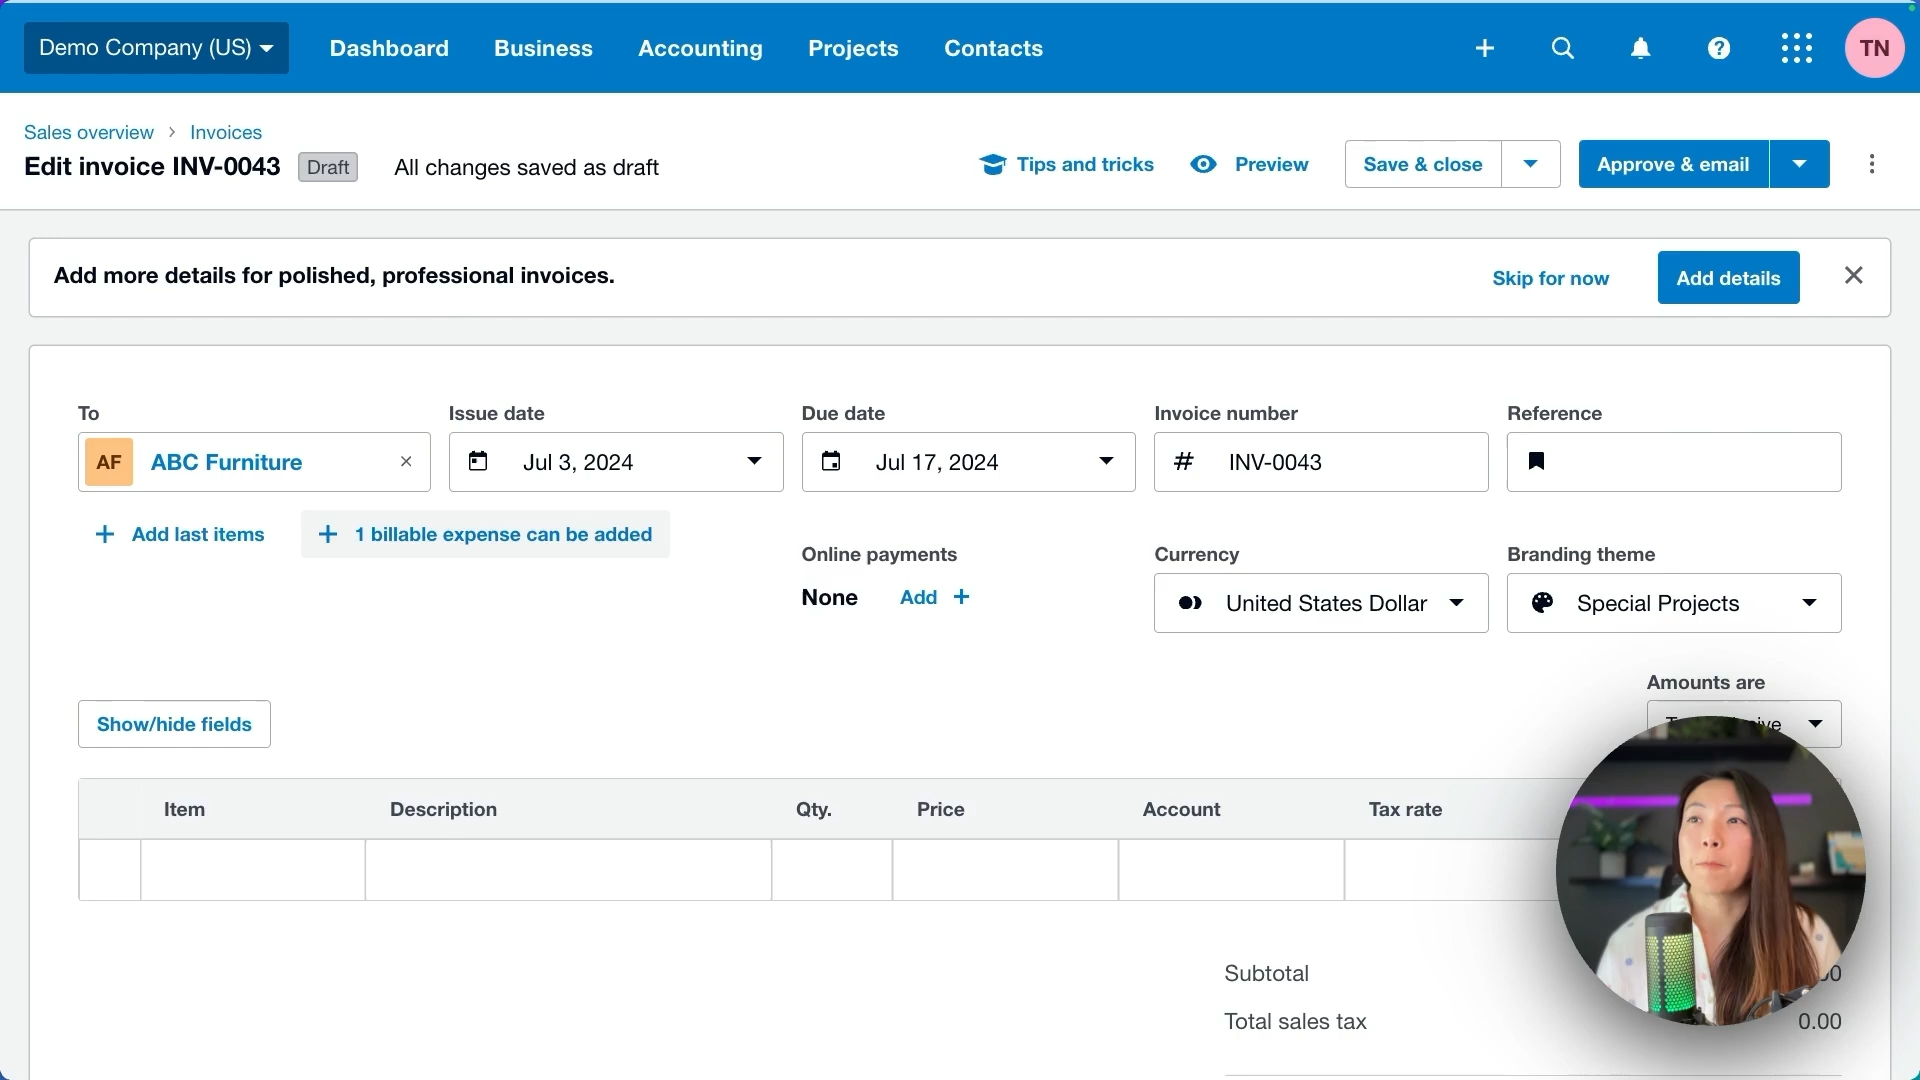 Demo Company (US)
Dashboard
Business
Accounting
Projects
Contacts
TN
Sales overview
Invoices
Edit invoice INV-0043
Draft
All changes saved as draft
Tips and tricks
Preview
Save & close
Approve & email
Add more details for polished, professional invoices.
Skip for now
Add details
To
Issue date
Due date
Invoice number
Reference
AF
ABC Furniture
Jul 3, 2024
Jul 17, 2024
# INV-0043
Add last items
1 billable expense can be added
Online payments
Currency
Branding theme
None
Add
United States Dollar
Special Projects
Amounts are
Show/hide fields
Item
Description
Qty.
Price
Account
Tax rate
Subtotal
Total sales tax
0.00